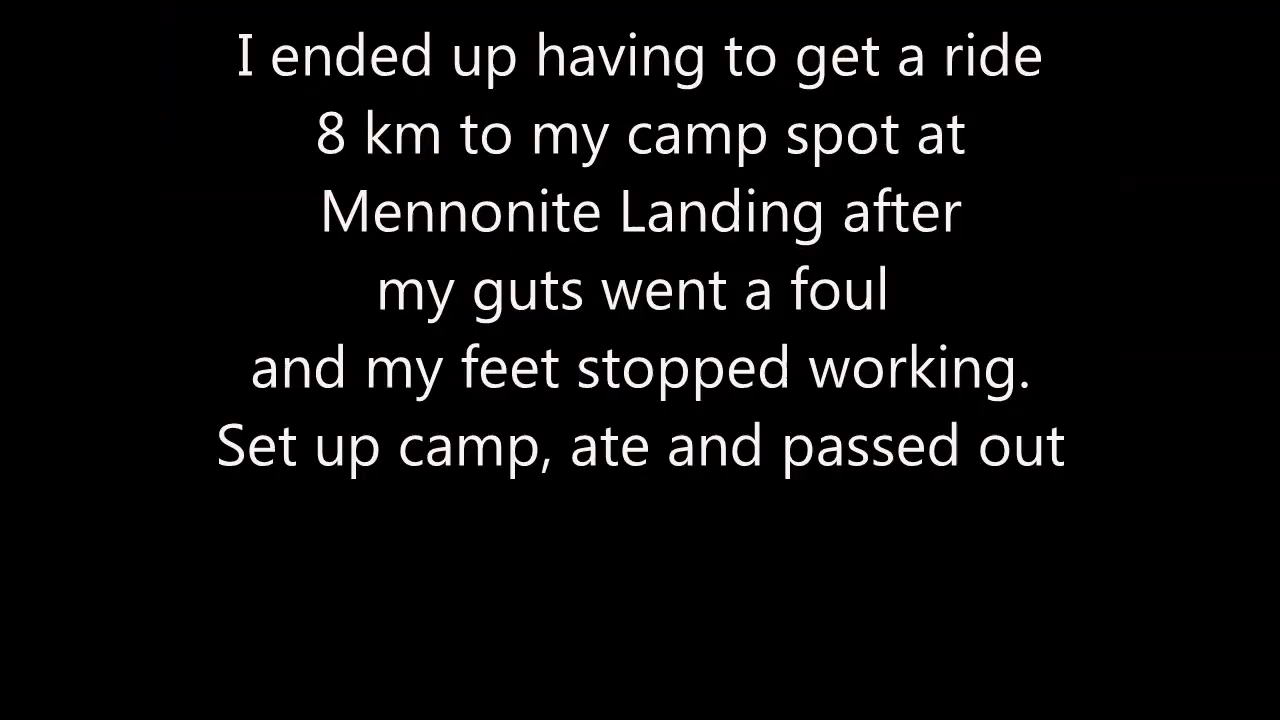 I ended up having to get a ride
8 km to my camp spot at
Mennonite Landing after
my guts went a foul
and my feet stopped working.
Set up camp, ate and passed out